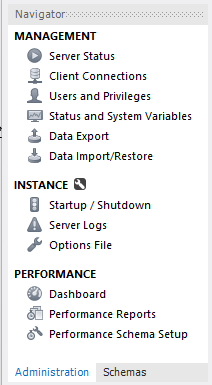 Navigator
MANAGEMENT
Server Status
Client Connections
Users and Privileges
Status and System Variables
Data Export
Data Import/Restore
INSTANCE
Startup / Shutdown
Server Logs
Options File
PERFORMANCE
Dashboard
Performance Reports
Performance Schema Setup
Administration Schemas